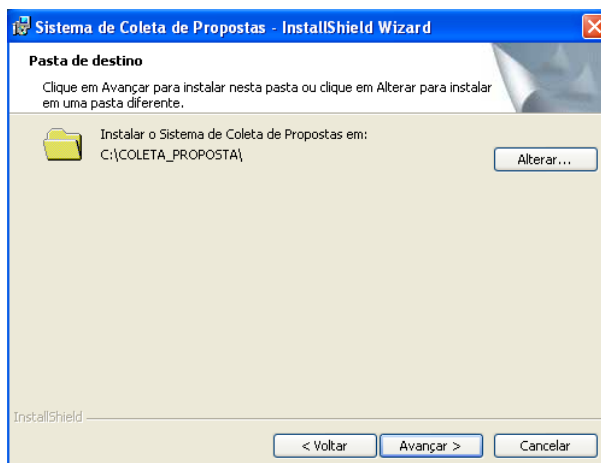 Sistema de Coleta de Propostas - InstallShield Wizard
Pasta de destino
Clique em Avançar para instalar nesta pasta ou clique em Alterar para instalar
em uma pasta diferente.
Instalar o Sistema de Coleta de Propostas em:
C:\COLETA_PROPOSTA\
Alterar...
InstallShield
< Voltar
Avançar >
Cancelar